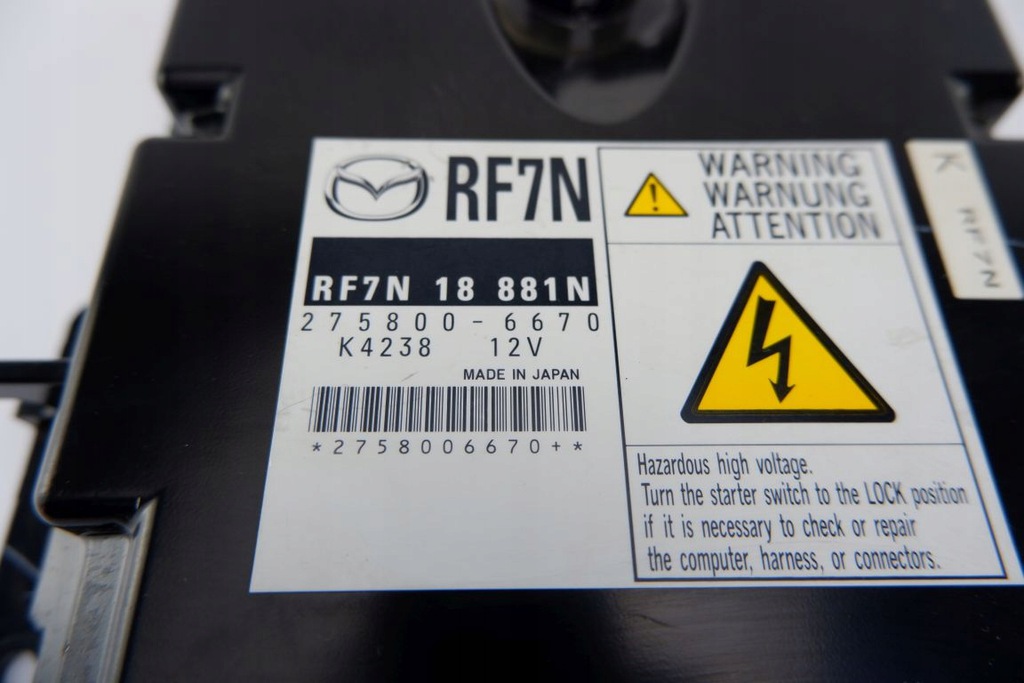 RF7N
RF7N 18 881N
275800-6670
K4238 12V
MADE IN JAPAN
*2758006670+*
WARNING
WARNUNG
ATTENTION
Hazardous high voltage.
Turn the starter switch to the LOCK position
if it is necessary to check or repair
the computer, harness, or connectors.
K RF7N